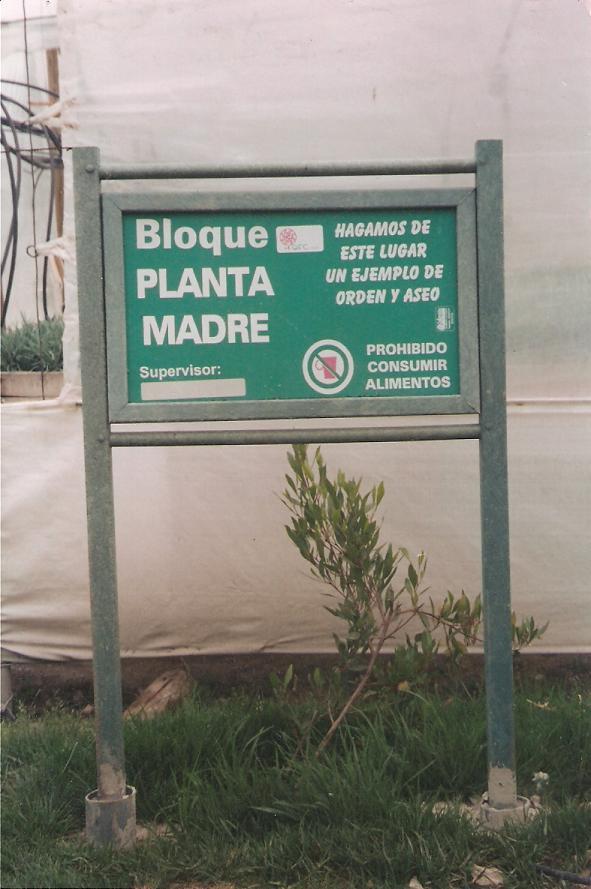 Bloque
PLANTA
MADRE
Supervisor:
HAGAMOS DE
ESTE LUGAR
UN EJEMPLO DE
ORDEN Y ASEO
PROHIBIDO
CONSUMIR
ALIMENTOS